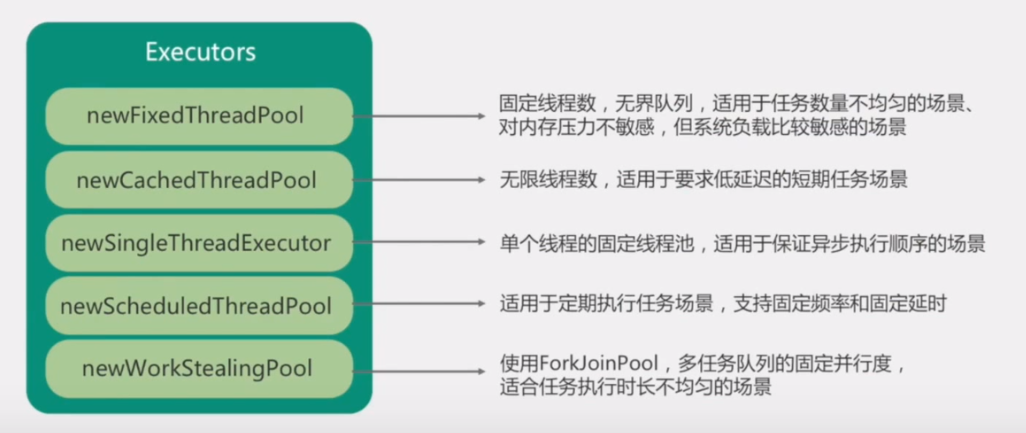 Executors
newFixedThreadPool
固定线程数，无界队列，适用于任务数量不均匀的场景、
对内存压力不敏感，但系统负载比较敏感的场景
newCachedThreadPool
无限线程数，适用于要求低延迟的短期任务场景
newSingleThreadExecutor
单个线程的固定线程池，适用于保证异步执行顺序的场景
newScheduledThreadPool
适用于定期执行任务场景，支持固定频率和固定延时
newWorkStealingPool
使用ForkJoinPool，多任务队列的固定并行度，
适合任务执行时长不均匀的场景